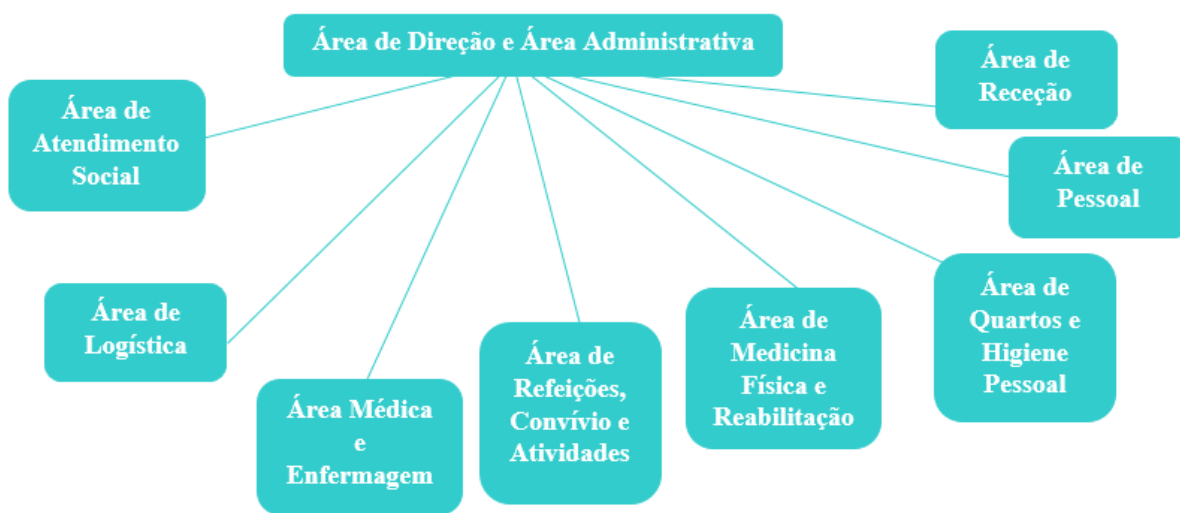 Área de Direção e Área Administrativa
Área de
Atendimento
Social
Área de
Logística
Área Médica
e
Enfermagem
Área de
Refeições,
Convívio e
Atividades
Área de
Medicina
Física e
Reabilitação
Área de
Quartos e
Higiene
Pessoal
Área de
Pessoal
Área de
Receção